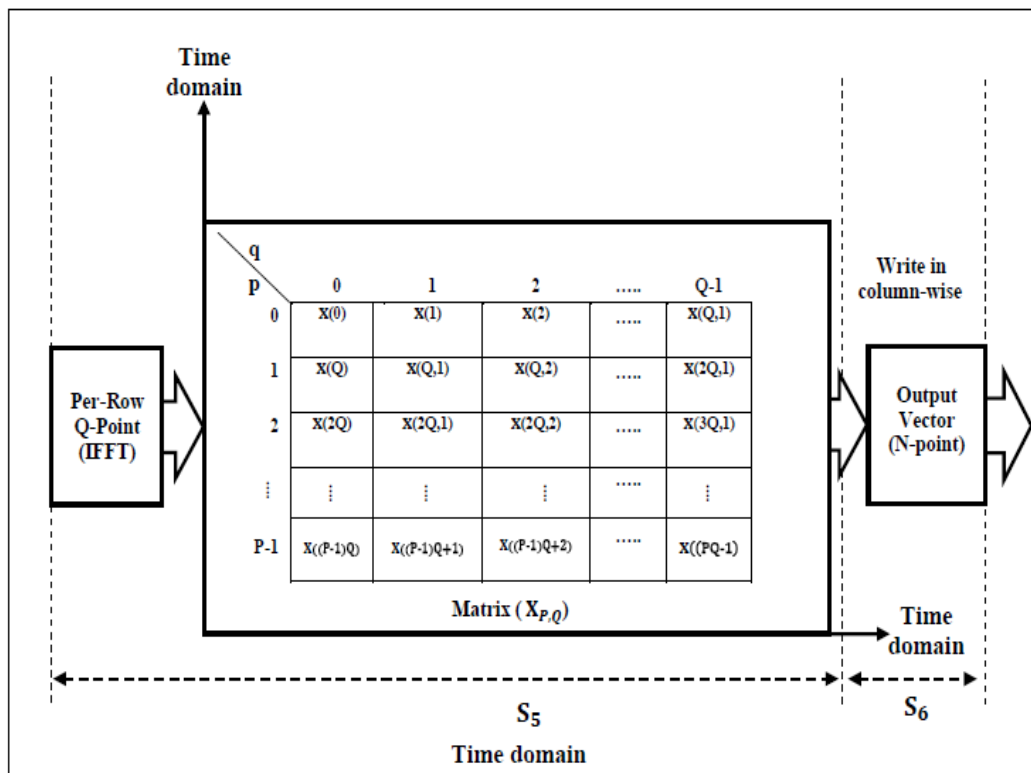 Time
domain
q
p
0 1 2 ..... Q-1
0 X(0) X(1) X(2) ..... X(Q,1)
1 X(Q) X(Q,1) X(Q,2) ..... X(2Q,1)
2 X(2Q) X(2Q,1) X(2Q,2) ..... X(3Q,1)
⋮ ⋮ ⋮ ⋮ ..... ⋮
P-1 X((P-1)Q) X((P-1)Q+1) X((P-1)Q+2) ..... X((PQ-1)
Matrix ( X_{P,Q})
Per-Row
Q-Point
(IFFT)
Write in
column-wise
Output
Vector
(N-point)
Time
domain
S₅
S₆
Time domain